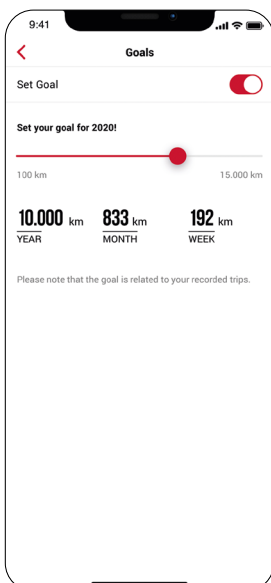 9:41
Goals
Set Goal
Set your goal for 2020!
100 km 15.000 km
10.000 km 833 km 192 km
YEAR MONTH WEEK
Please note that the goal is related to your recorded trips.